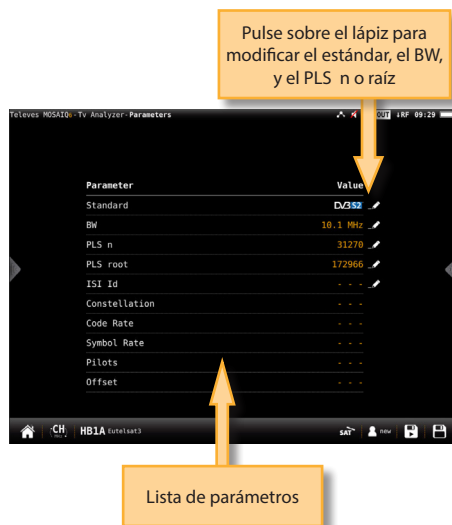 Pulse sobre el lápiz para
modificar el estándar, el BW,
y el PLS n o raíz
Televes MOSAIQ6-Tv Analyzer-Parameters OUT ↓RF 09:29
Parameter Value
Standard DVB S2
BW 10.1 MHz
PLS n 31270
PLS root 172966
ISI Id - - -
Constellation - - -
Code Rate - - -
Symbol Rate - - -
Pilots - - -
Offset - - -
CH HB1A Eutelsat3 SAT new
Lista de parámetros